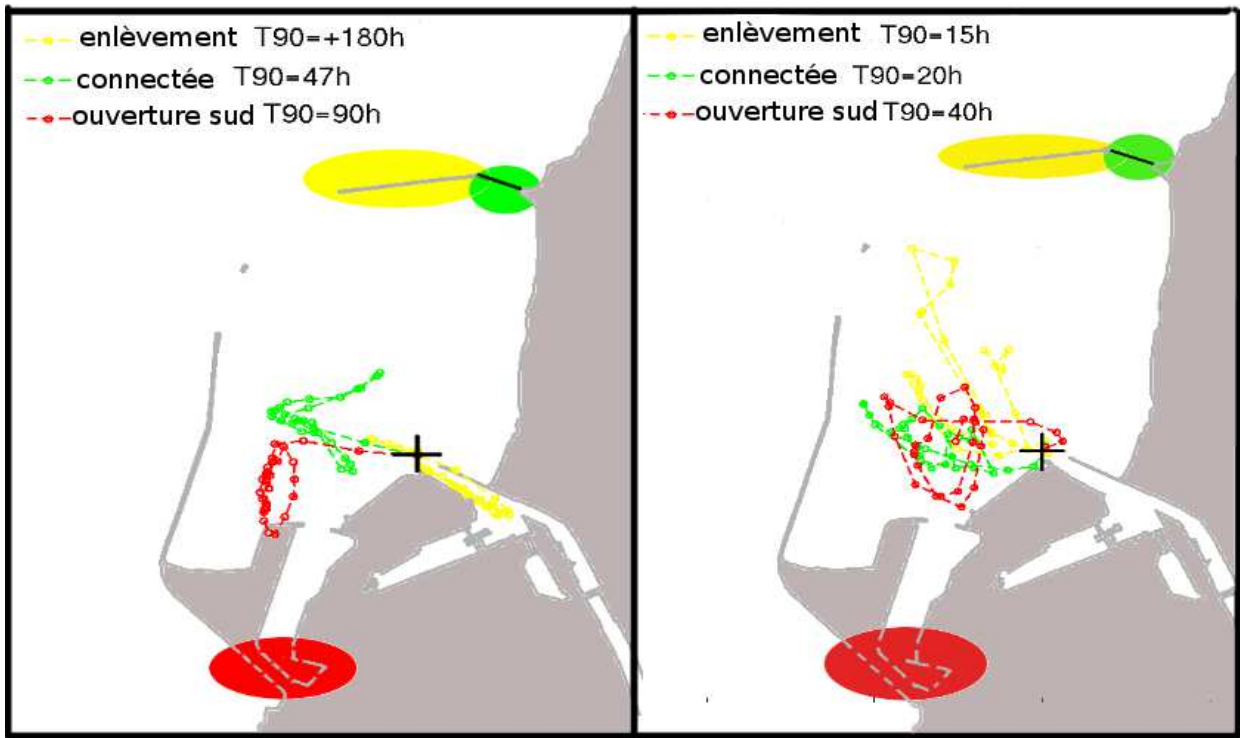 enlèvement T90=+180h
connectée T90=47h
ouverture sud T90=90h
enlèvement T90=15h
connectée T90=20h
ouverture sud T90=40h